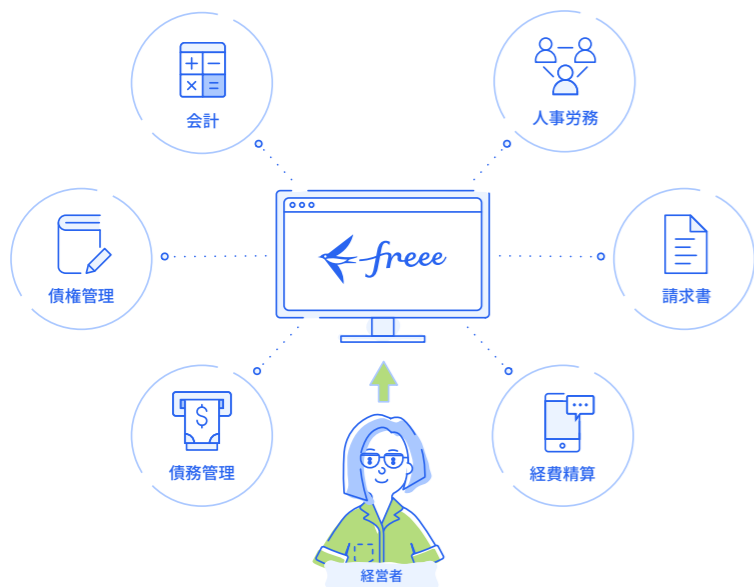 会計
人事労務
freee
債権管理
請求書
債務管理
経費精算
経営者